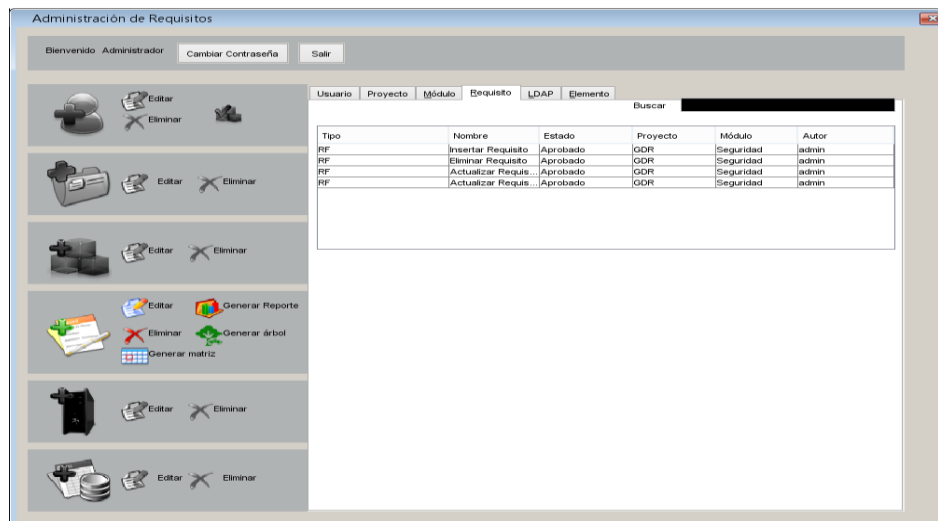 Administración de Requisitos
Bienvenido Administrador Cambiar Contraseña Salir
Editar
Eliminar
Editar Eliminar
Editar Eliminar
Editar Generar Reporte
Eliminar Generar árbol
Generar matriz
Editar Eliminar
Editar Eliminar
Usuario Proyecto Módulo Requisito LDAP Elemento
Buscar
Tipo Nombre Estado Proyecto Módulo Autor
RF Insertar Requisito Aprobado GDR Seguridad admin
RF Eliminar Requisito Aprobado GDR Seguridad admin
RF Actualizar Requis... Aprobado GDR Seguridad admin
RF Actualizar Requis... Aprobado GDR Seguridad admin